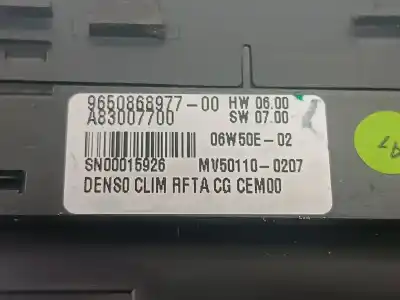 9650868977-00 HW 06.00
A83007700 SW 07.00
06W50E-02
SN00015926 MV50110-0207
DENSO CLIM RFTA CG CEM00